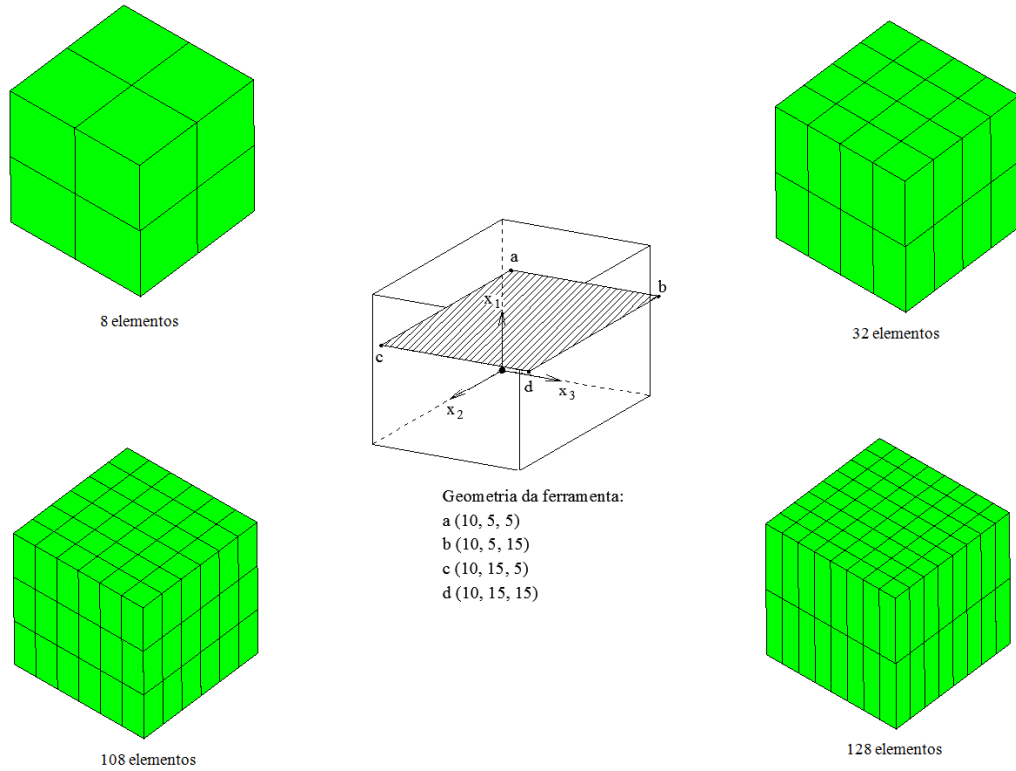 8 elementos
32 elementos
a
b
x1
c
d
x3
x2
Geometria da ferramenta:
a (10, 5, 5)
b (10, 5, 15)
c (10, 15, 5)
d (10, 15, 15)
108 elementos
128 elementos